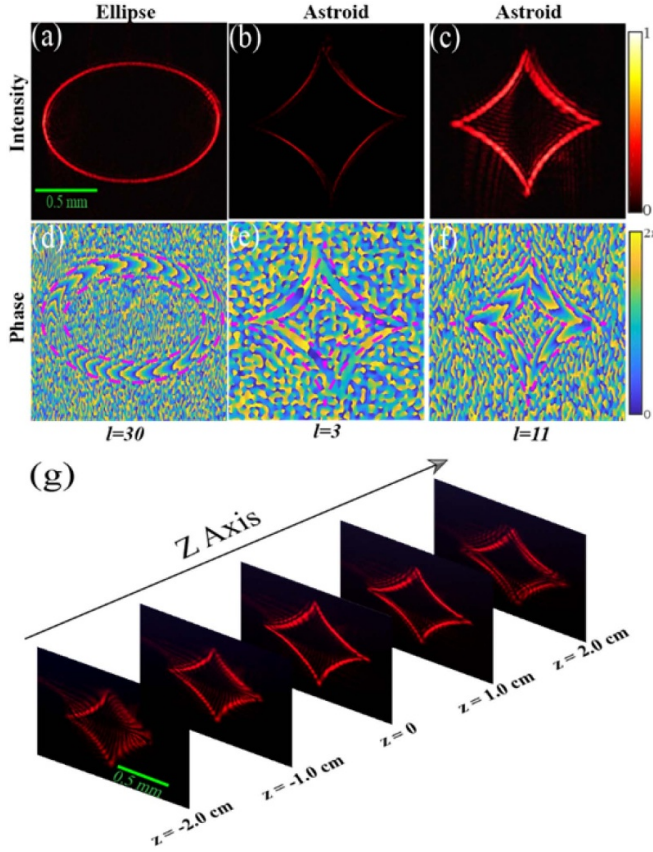 Ellipse Astroid Astroid
Intensity
(a) (b) (c)
1
0
0.5 mm
Phase
(d) (e) (f)
0
l=30 l=3 l=11
(g)
Z Axis
0.5 mm
z = -2.0 cm
z = -1.0 cm
z = 0
z = 1.0 cm
z = 2.0 cm